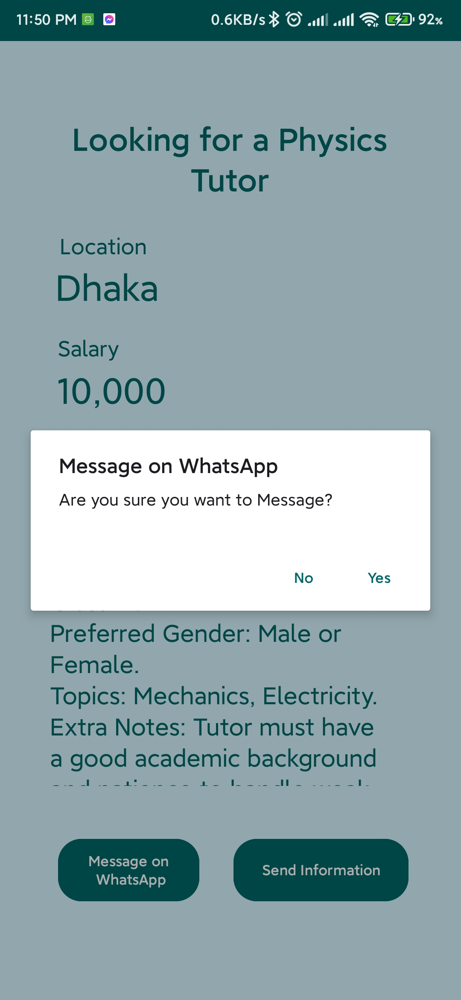 11:50 PM 0.6KB/s 92%
Looking for a Physics
Tutor
Location
Dhaka
Salary
10,000
Message on WhatsApp
Are you sure you want to Message?
No Yes
Preferred Gender: Male or
Female.
Topics: Mechanics, Electricity.
Extra Notes: Tutor must have
a good academic background
Message on
WhatsApp
Send Information